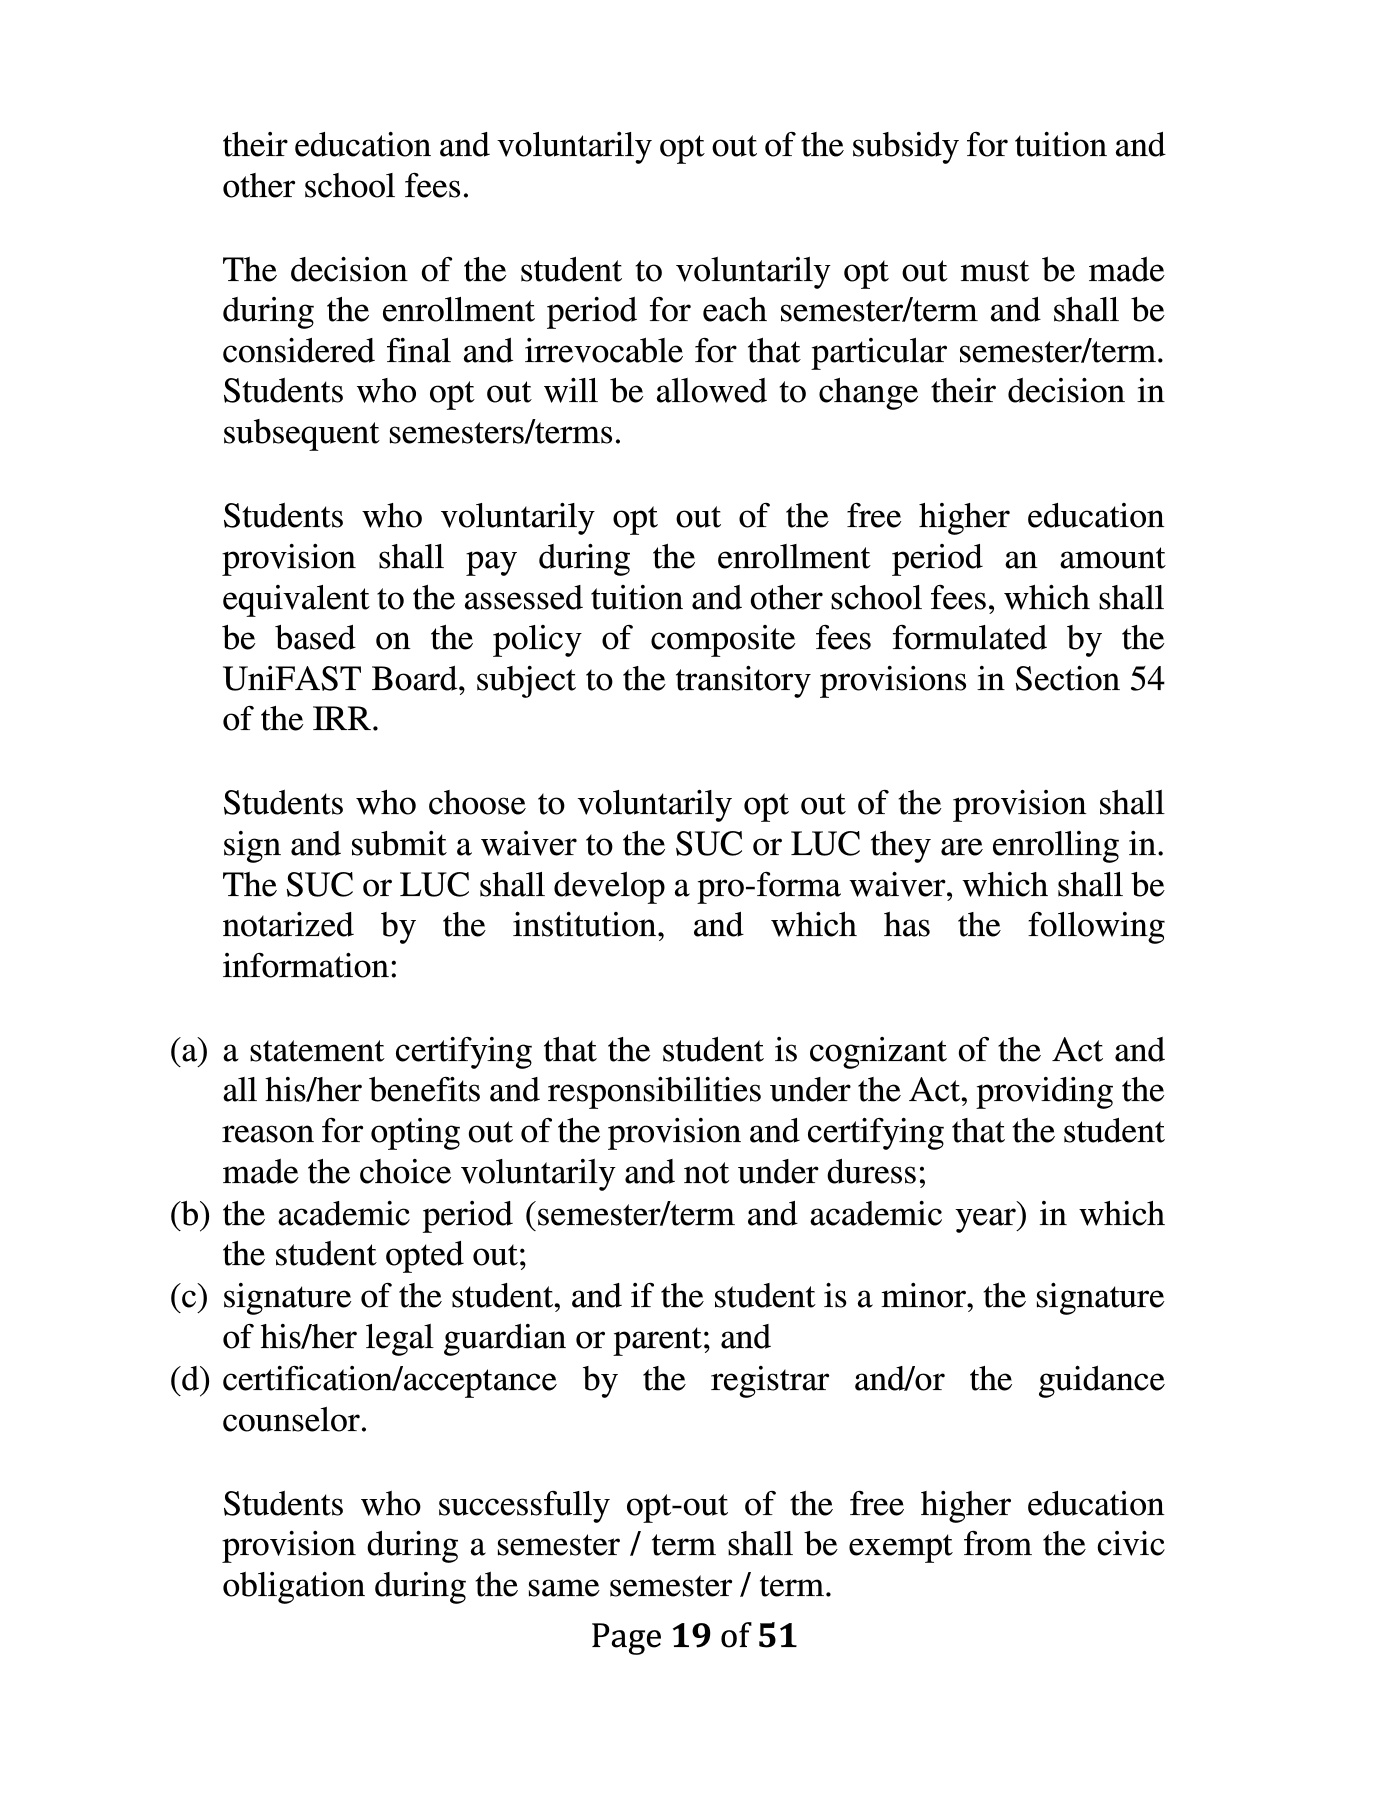 their education and voluntarily opt out of the subsidy for tuition and
other school fees.
The decision of the student to voluntarily opt out must be made
during the enrollment period for each semester/term and shall be
considered final and irrevocable for that particular semester/term.
Students who opt out will be allowed to change their decision in
subsequent semesters/terms.
Students who voluntarily opt out of the free higher education
provision shall pay during the enrollment period an amount
equivalent to the assessed tuition and other school fees, which shall
be based on the policy of composite fees formulated by the
UniFAST Board, subject to the transitory provisions in Section 54
of the IRR.
Students who choose to voluntarily opt out of the provision shall
sign and submit a waiver to the SUC or LUC they are enrolling in.
The SUC or LUC shall develop a pro-forma waiver, which shall be
notarized by the institution, and which has the following
information:
(a) a statement certifying that the student is cognizant of the Act and
all his/her benefits and responsibilities under the Act, providing the
reason for opting out of the provision and certifying that the student
made the choice voluntarily and not under duress;
(b) the academic period (semester/term and academic year) in which
the student opted out;
(c) signature of the student, and if the student is a minor, the signature
of his/her legal guardian or parent; and
(d) certification/acceptance by the registrar and/or the guidance
counselor.
Students who successfully opt-out of the free higher education
provision during a semester / term shall be exempt from the civic
obligation during the same semester / term.
Page 19 of 51